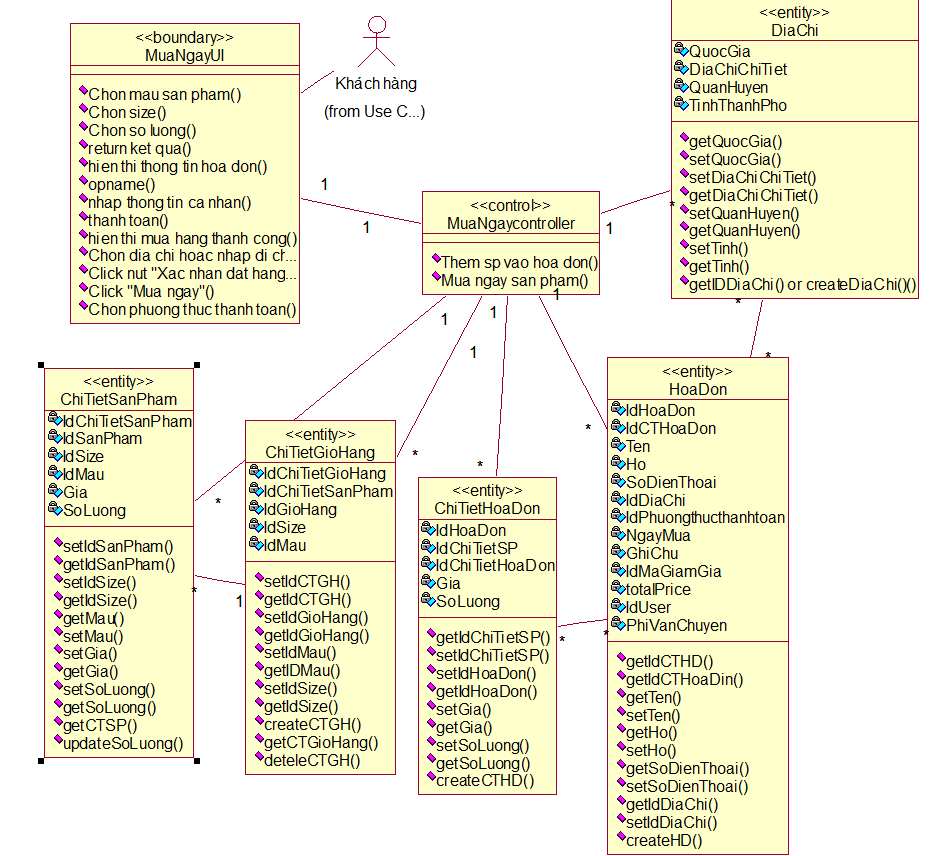 <<boundary>>
MuaNgayUI
Chon mau san pham()
Chon size()
Chon so luong()
return ket qua()
hien thi thong tin hoa don()
opname()
nhap thong tin ca nhan()
thanh toan()
hien thi mua hang thanh cong()
Chon dia chi hoac nhap di ch...
Click nut "Xac nhan dat hang...
Click "Mua ngay"()
Chon phuong thuc thanh toan()
Khách hàng
(from Use C...)
<<entity>>
DiaChi
QuocGia
DiaChiChiTiet
QuanHuyen
TinhThanhPho
getQuocGia()
setQuocGia()
setDiaChiChiTiet()
getDiaChiChiTiet()
setQuanHuyen()
getQuanHuyen()
setTinh()
getTinh()
getIDDiaChi() or createDiaChi()()
1
1
<<control>>
MuaNgaycontroller
Them sp vao hoa don()
Mua ngay san pham()
1
*
1
1
1
1
*
*
*
*
*
*
<<entity>>
ChiTietSanPham
IdChiTietSanPham
IdSanPham
IdSize
IdMau
Gia
SoLuong
setIdSanPham()
getIdSanPham()
setIdSize()
getIdSize()
getMau()
setMau()
setGia()
getGia()
setSoLuong()
getSoLuong()
getCTSP()
updateSoLuong()
*
1
<<entity>>
ChiTietGioHang
IdChiTietGioHang
IdChiTietSanPham
IdGioHang
IdSize
IdMau
setIdCTGH()
getIdCTGH()
setIdGioHang()
getIdGioHang()
setIdMau()
getIDMau()
setIdSize()
getIdSize()
createCTGH()
getCTGioHang()
deteleCTGH()
<<entity>>
ChiTietHoaDon
IdHoaDon
IdChiTietSP
IdChiTietHoaDon
Gia
SoLuong
getIdChiTietSP()
setIdChiTietSP()
setIdHoaDon()
getIdHoaDon()
setGia()
getGia()
setSoLuong()
getSoLuong()
createCTHD()
*
*
<<entity>>
HoaDon
IdHoaDon
IdCTHoaDon
Ten
Ho
SoDienThoai
IdDiaChi
IdPhuongthucthanhtoan
NgayMua
GhiChu
IdMaGiamGia
totalPrice
IdUser
PhiVanChuyen
getIdCTHD()
getIdCTHoaDin()
getTen()
setTen()
getHo()
setHo()
getSoDienThoai()
setSoDienThoai()
getIdDiaChi()
setIdDiaChi()
createHD()